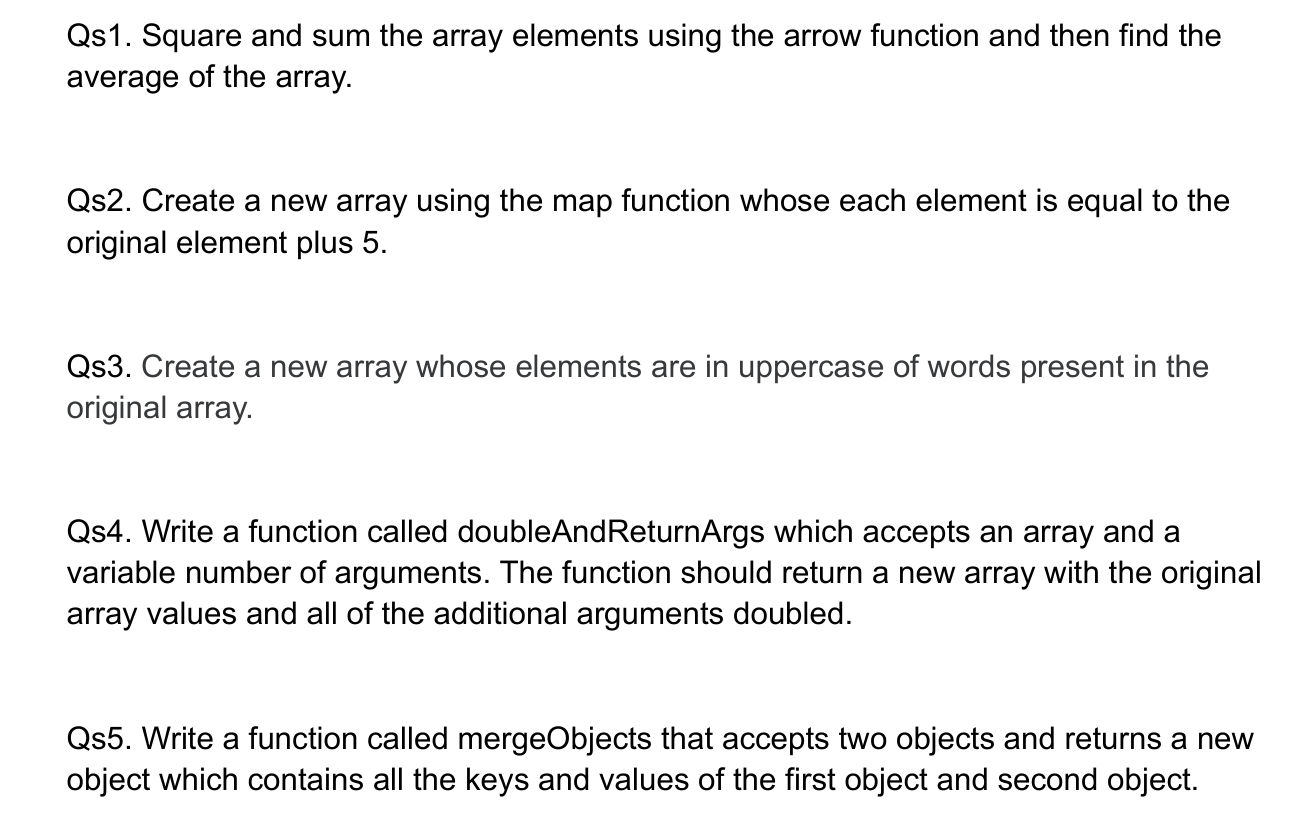 Qs1. Square and sum the array elements using the arrow function and then find the
average of the array.
Qs2. Create a new array using the map function whose each element is equal to the
original element plus 5.
Qs3. Create a new array whose elements are in uppercase of words present in the
original array.
Qs4. Write a function called doubleAndReturnArgs which accepts an array and a
variable number of arguments. The function should return a new array with the original
array values and all of the additional arguments doubled.
Qs5. Write a function called mergeObjects that accepts two objects and returns a new
object which contains all the keys and values of the first object and second object.